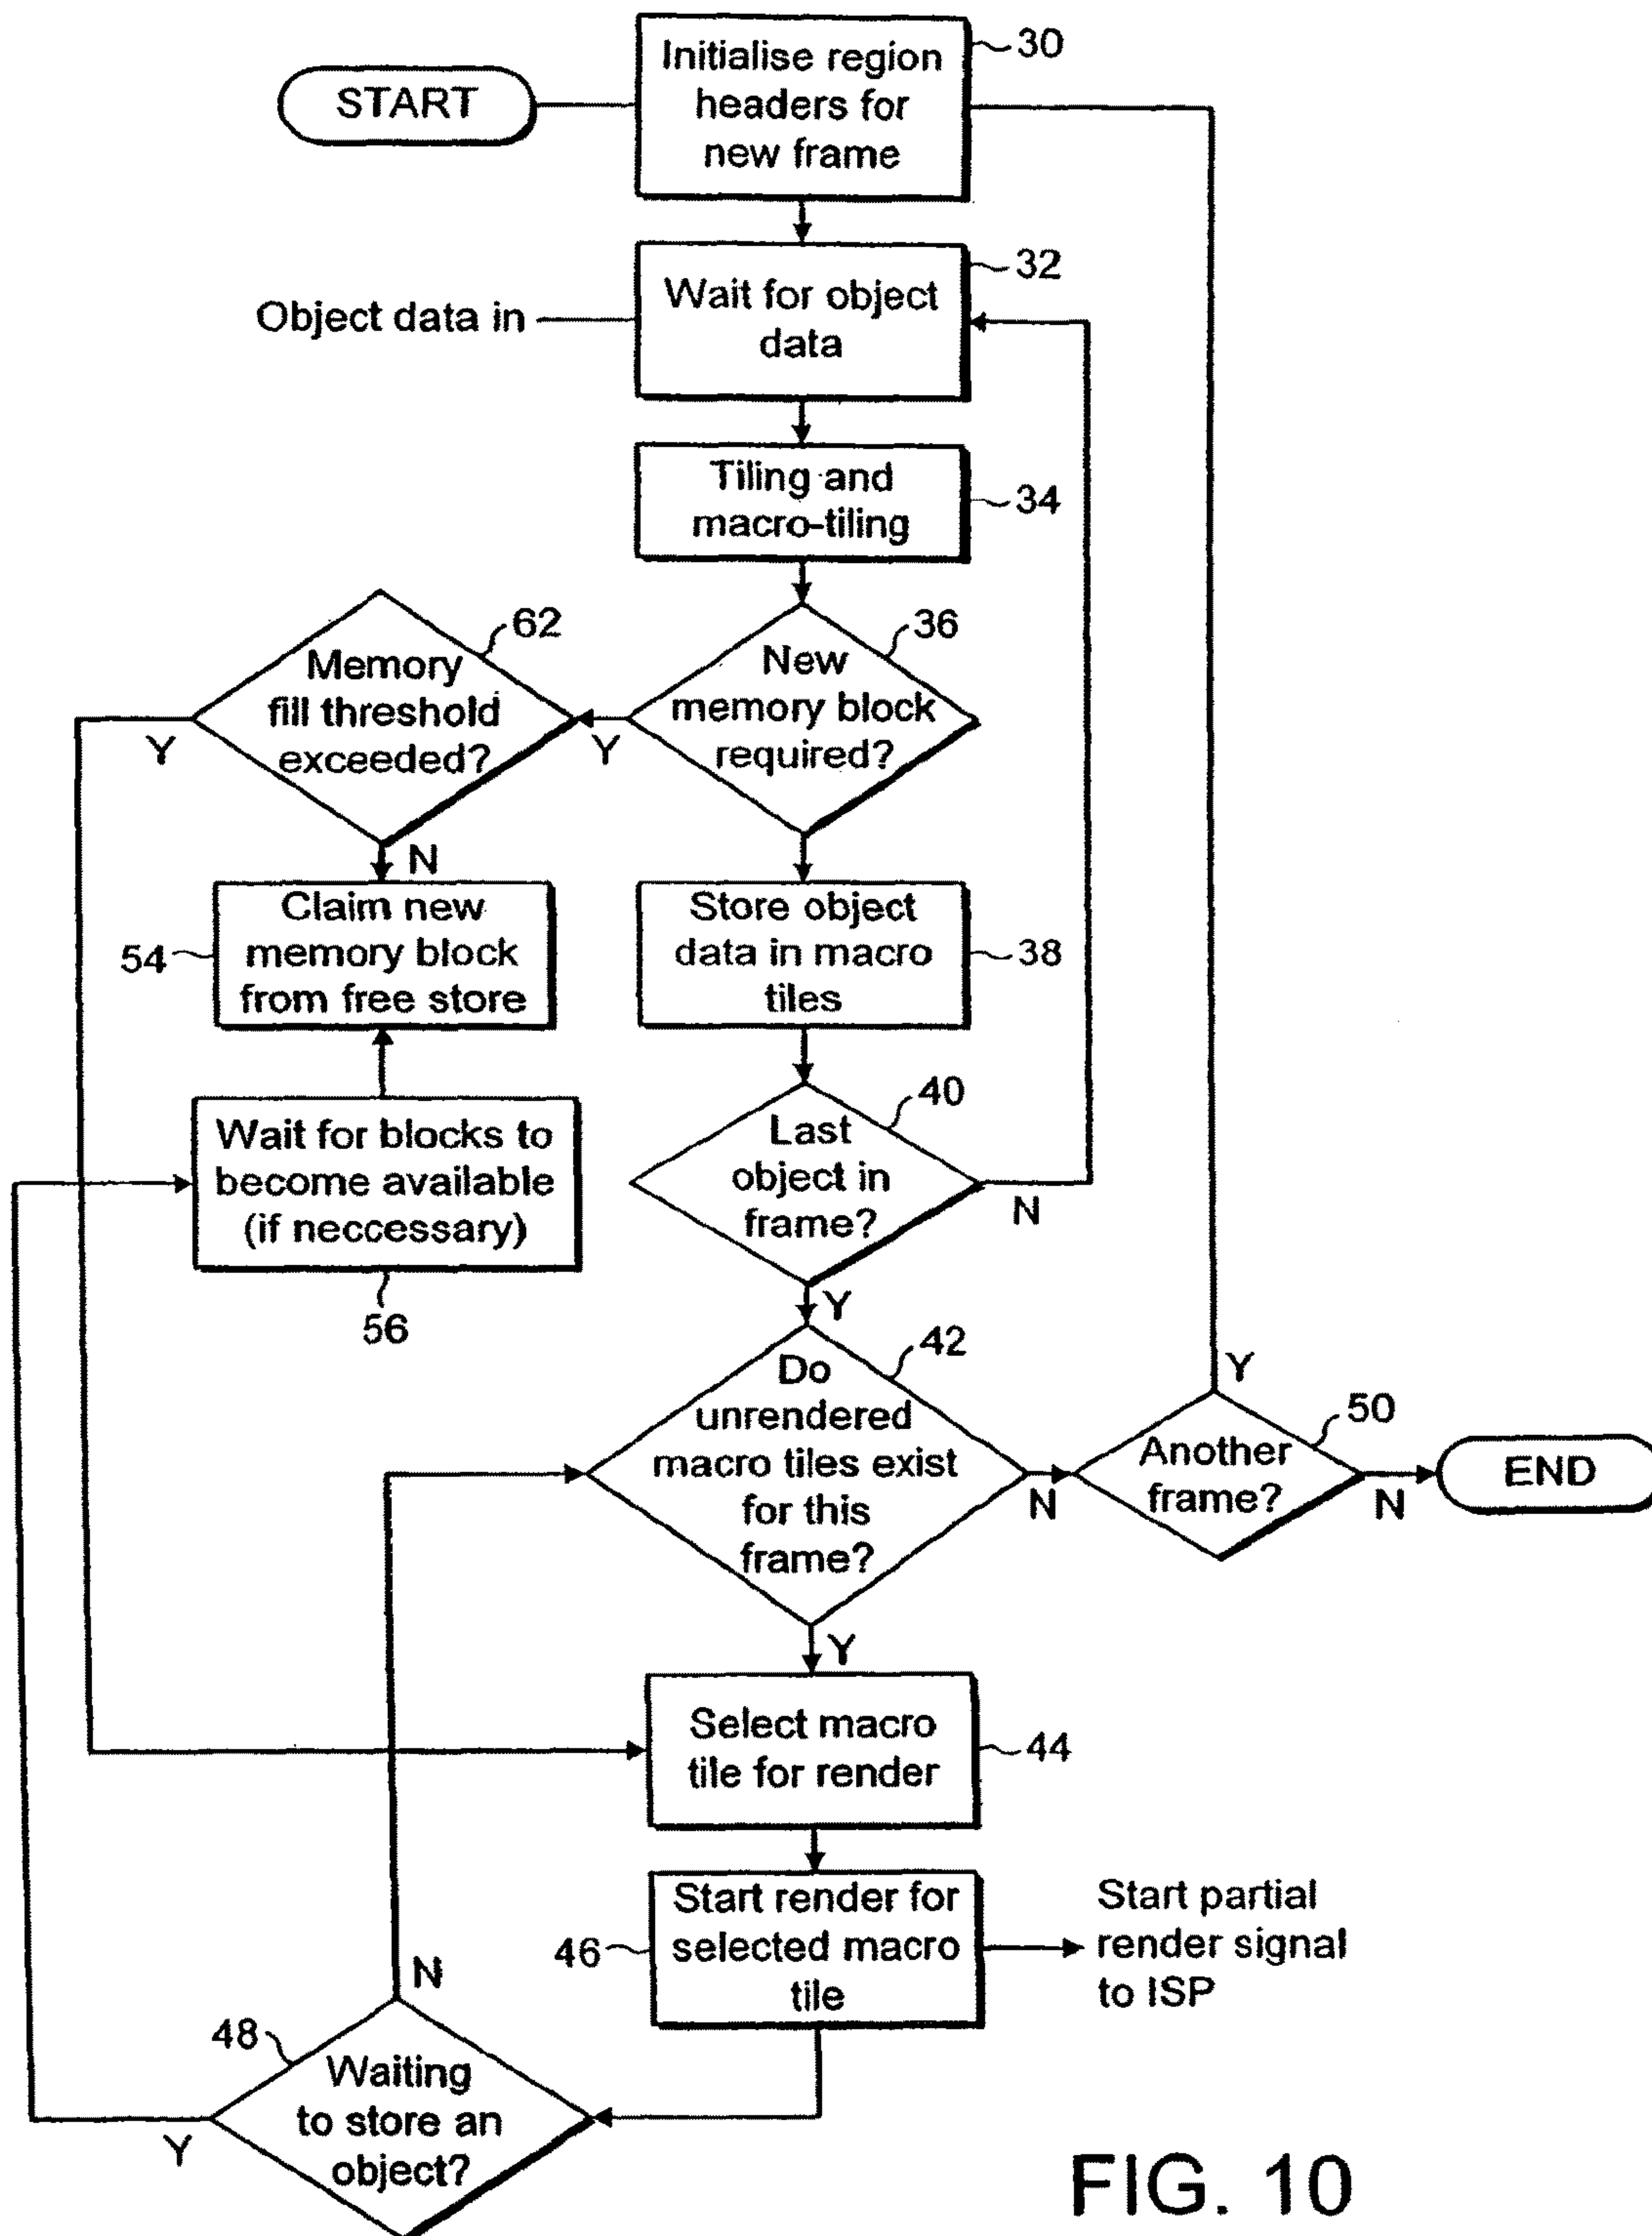 START
Initialise region
headers for
new frame
30
Object data in
Wait for object
data
32
Tiling and
macro-tiling
34
Memory
fill threshold
exceeded?
62
Y
N
New
memory block
required?
36
Y
Claim new
memory block
from free store
54
Store object
data in macro
tiles
38
Wait for blocks to
become available
(if neccessary)
56
Last
object in
frame?
40
N
Y
Do
unrendered
macro tiles exist
for this
frame?
42
N
Y
Another
frame?
50
Y
N
END
Select macro
tile for render
44
Start render for
selected macro
tile
46
Start partial
render signal
to ISP
Waiting
to store an
object?
48
N
Y
FIG. 10